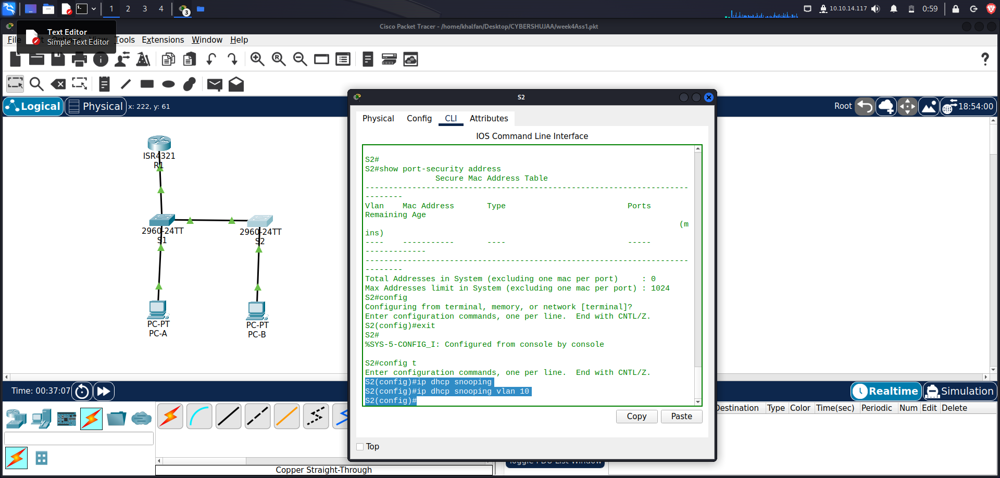 1 2 3 4
3
10.10.14.117
0:59
Cisco Packet Tracer - /home/khalfan/Desktop/CYBERSHUJAA/week4Ass1.pkt
Text Editor
Simple Text Editor
File Tools Extensions Window Help
Logical Physical x: 222, y: 61
Root 18:54:00
ISR4321
R1
2960-24TT
S1
2960-24TT
S2
PC-PT
PC-A
PC-PT
PC-B
S2
Physical Config CLI Attributes
IOS Command Line Interface
S2#
S2#show port-security address
Secure Mac Address Table
-----------------------------------------------------------------------------
Vlan Mac Address Type Ports
Remaining Age
(m
ins)
---- ----------- ---- -----
-------------
-----------------------------------------------------------------------------
Total Addresses in System (excluding one mac per port) : 0
Max Addresses limit in System (excluding one mac per port) : 1024
S2#config
Configuring from terminal, memory, or network [terminal]?
Enter configuration commands, one per line. End with CNTL/Z.
S2(config)#exit
S2#
%SYS-5-CONFIG_I: Configured from console by console
S2#config t
Enter configuration commands, one per line. End with CNTL/Z.
S2(config)#ip dhcp snooping
S2(config)#ip dhcp snooping vlan 10
S2(config)#
Copy Paste
Top
Time: 00:37:07
Realtime Simulation
Destination Type Color Time(sec) Periodic Num Edit Delete
Toggle PDU List Window
Copper Straight-Through